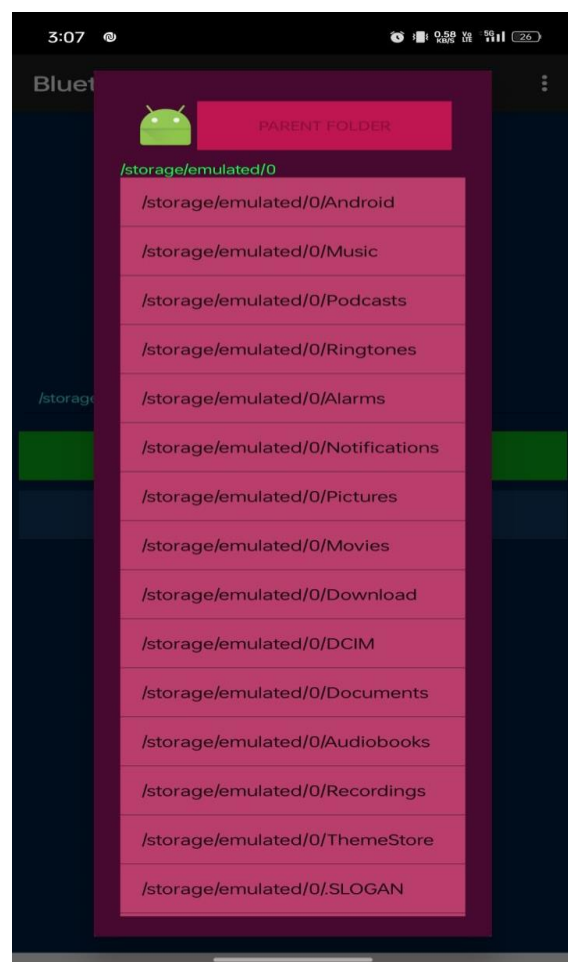 3:07 0.58 KB/S Vo LTE 5G 26
Bluet
PARENT FOLDER
/storage/emulated/0
/storage/emulated/0/Android
/storage/emulated/0/Music
/storage/emulated/0/Podcasts
/storage/emulated/0/Ringtones
/storage
/storage/emulated/0/Alarms
/storage/emulated/0/Notifications
/storage/emulated/0/Pictures
/storage/emulated/0/Movies
/storage/emulated/0/Download
/storage/emulated/0/DCIM
/storage/emulated/0/Documents
/storage/emulated/0/Audiobooks
/storage/emulated/0/Recordings
/storage/emulated/0/ThemeStore
/storage/emulated/0/.SLOGAN